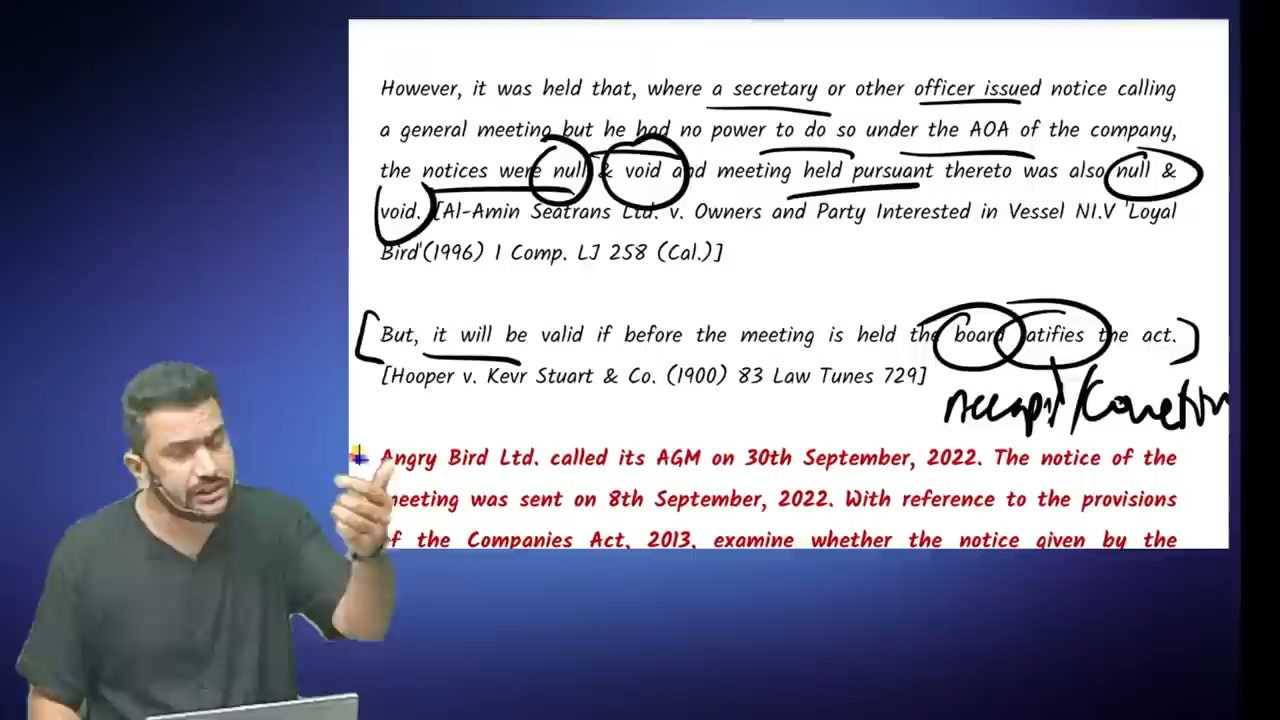 However, it was held that, where a secretary or other officer issued notice calling
a general meeting but he had no power to do so under the AOA of the company,
the notices were null & void and meeting held pursuant thereto was also null &
void. [Al-Amin Seatrans Ltd. v. Owners and Party Interested in Vessel N1.V 'Loyal
Bird'(1996) 1 Comp. LJ 258 (Cal.)]
But, it will be valid if before the meeting is held the board ratifies the act.
[Hooper v. Kevr Stuart & Co. (1900) 83 Law Tunes 729]
Angry Bird Ltd. called its AGM on 30th September, 2022. The notice of the
meeting was sent on 8th September, 2022. With reference to the provisions
of the Companies Act, 2013, examine whether the notice given by the